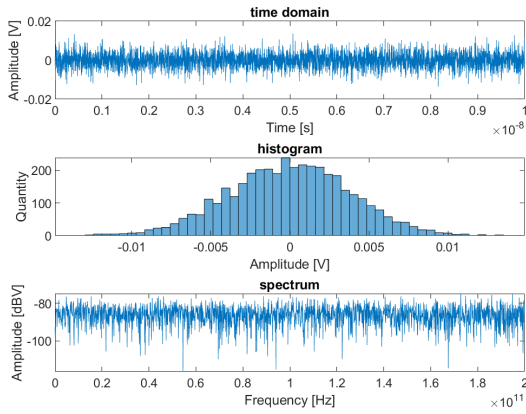 time domain
Amplitude [V]
0.02
0
-0.02
0 0.1 0.2 0.3 0.4 0.5 0.6 0.7 0.8 0.9 1
Time [s]
×10⁻⁸
histogram
Quantity
200
100
0
-0.01 -0.005 0 0.005 0.01
Amplitude [V]
spectrum
Amplitude [dBV]
-80
-100
0 0.2 0.4 0.6 0.8 1 1.2 1.4 1.6 1.8 2
Frequency [Hz]
×10¹¹